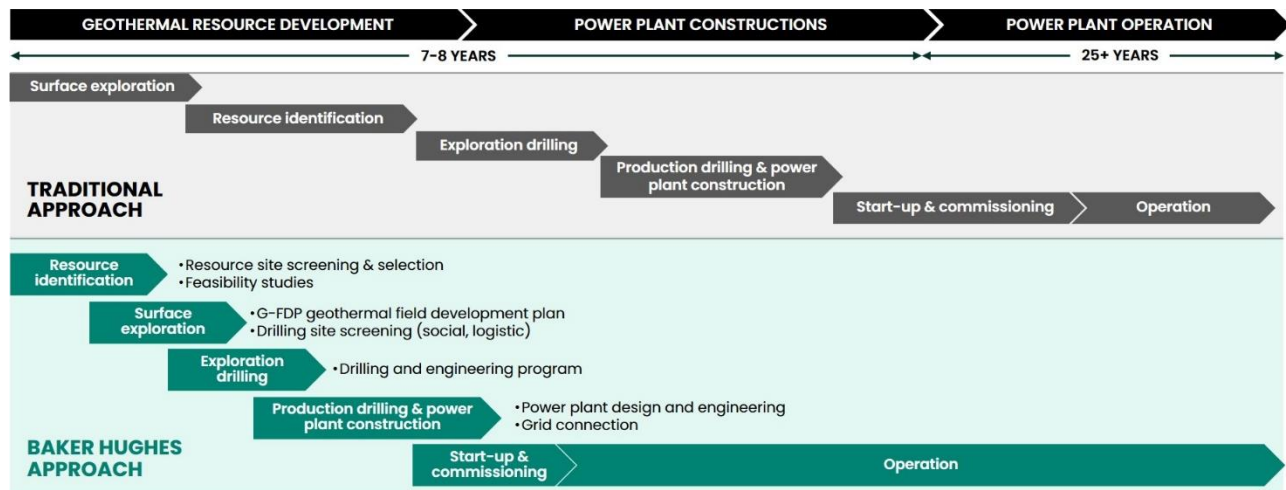 GEOTHERMAL RESOURCE DEVELOPMENT
POWER PLANT CONSTRUCTIONS
POWER PLANT OPERATION
7-8 YEARS
25+ YEARS
Surface exploration
Resource identification
Exploration drilling
Production drilling & power
plant construction
Start-up & commissioning
Operation
TRADITIONAL
APPROACH
Resource
identification
•Resource site screening & selection
•Feasibility studies
Surface
exploration
•G-FDP geothermal field development plan
•Drilling site screening (social, logistic)
Exploration
drilling
•Drilling and engineering program
Production drilling & power
plant construction
•Power plant design and engineering
•Grid connection
Start-up &
commissioning
Operation
BAKER HUGHES
APPROACH